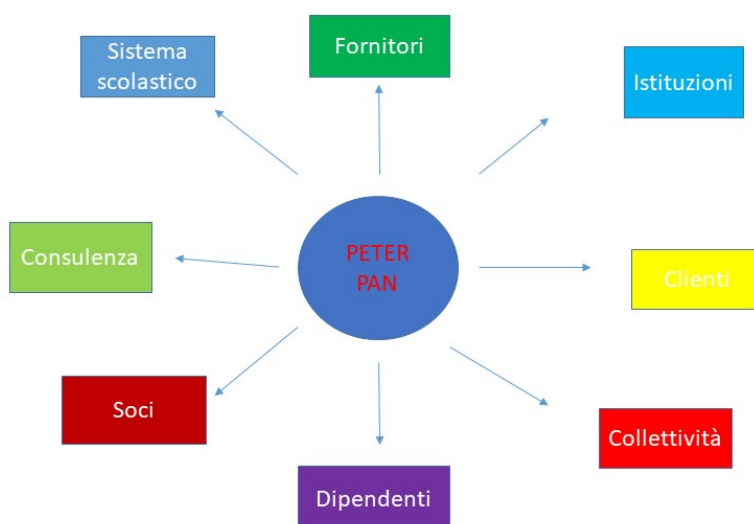 Sistema
scolastico
Fornitori
Istituzioni
Consulenza
PETER
PAN
Clienti
Soci
Collettività
Dipendenti